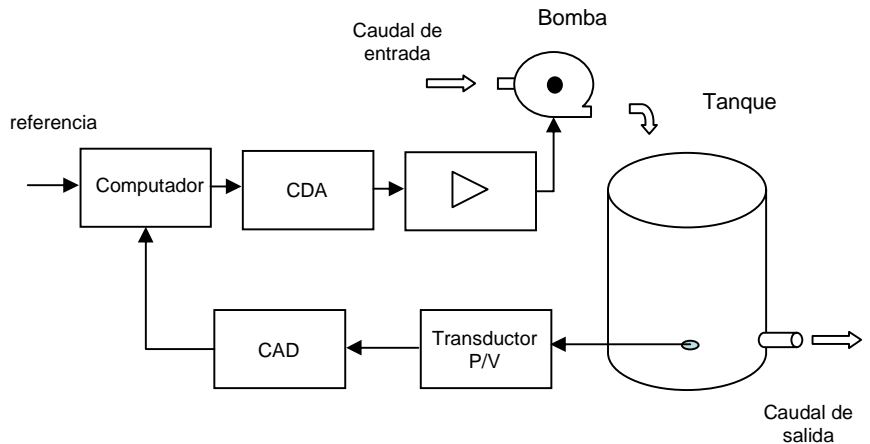 Bomba
Caudal de
entrada
Tanque
referencia
Computador
CDA
CAD
Transductor
P/V
Caudal de
salida